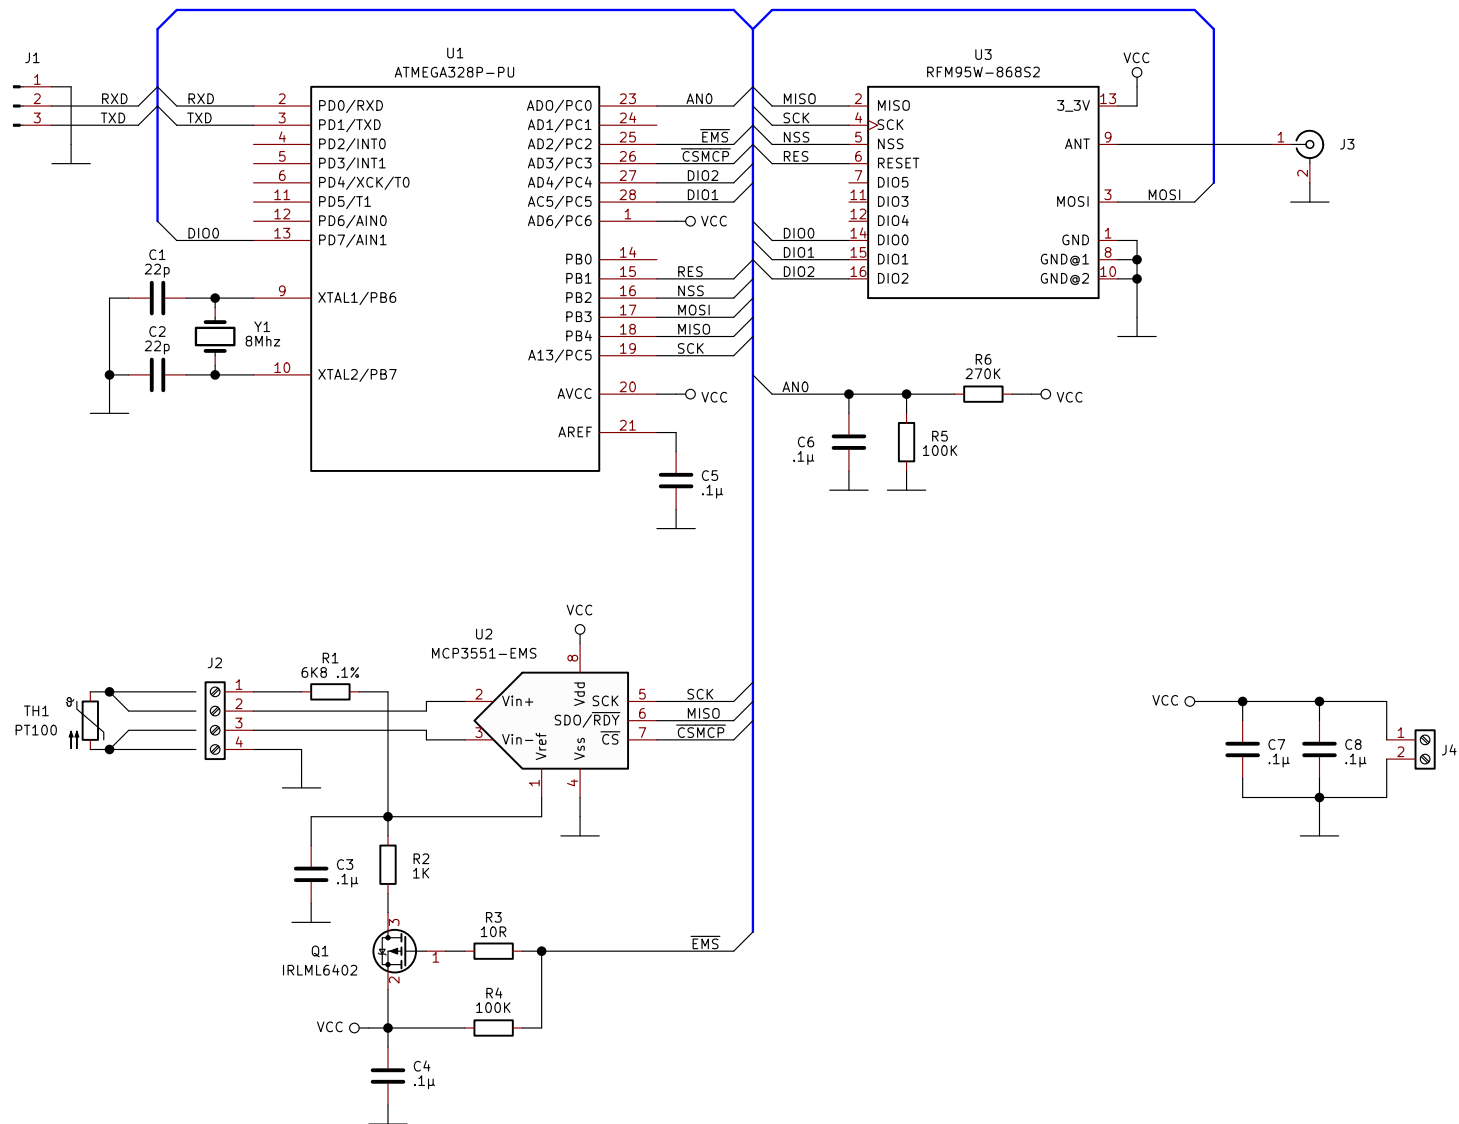 J1
1
2
3
RXD
TXD
RXD
TXD
U1
ATMEGA328P-PU
2 PD0/RXD
3 PD1/TXD
4 PD2/INT0
5 PD3/INT1
6 PD4/XCK/T0
11 PD5/T1
12 PD6/AIN0
DIO0 13 PD7/AIN1
9 XTAL1/PB6
10 XTAL2/PB7
AD0/PC0 23 AN0
AD1/PC1 24
AD2/PC2 25 EMS
AD3/PC3 26 CSMCP
AD4/PC4 27 DIO2
AC5/PC5 28 DIO1
AD6/PC6 1 VCC
PB0 14
PB1 15 RES
PB2 16 NSS
PB3 17 MOSI
PB4 18 MISO
A13/PC5 19 SCK
AVCC 20 VCC
AREF 21
C5
.1µ
C1
22p
C2
22p
Y1
8Mhz
U3
RFM95W-868S2
MISO 2 MISO
SCK 4 SCK
NSS 5 NSS
RES 6 RESET
7 DIO5
11 DIO3
12 DIO4
DIO0 14 DIO0
DIO1 15 DIO1
DIO2 16 DIO2
VCC
3_3V 13
ANT 9
MOSI 3 MOSI
GND 1
GND@1 8
GND@2 10
1
2
J3
AN0
R6
270K
VCC
C6
.1µ
R5
100K
VCC
U2
MCP3551-EMS
8
Vdd
2 Vin+
3 Vin-
Vref
1
Vss
4
SCK 5 SCK
SDO/RDY 6 MISO
CS 7 CSMCP
J2
1
2
3
4
R1
6K8 .1%
ϑ
TH1
PT100
C3
.1µ
R2
1K
3
Q1
IRLML6402
1
2
R3
10R
EMS
R4
100K
VCC
C4
.1µ
VCC
C7
.1µ
C8
.1µ
1
2
J4